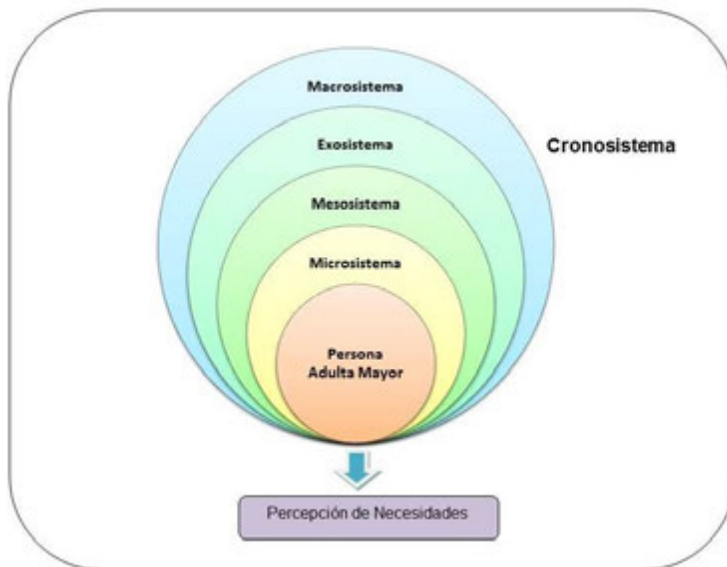 Macrosistema
Exosistema
Cronosistema
Mesosistema
Microsistema
Persona
Adulta Mayor
Percepción de Necesidades